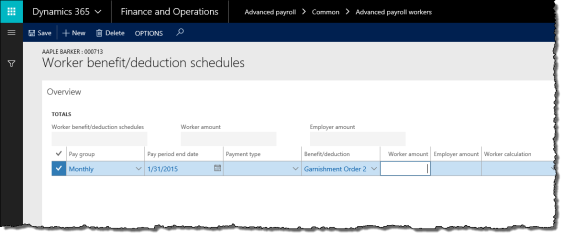 Dynamics 365 Finance and Operations Advanced payroll > Common > Advanced payroll workers
Save + New Delete OPTIONS
AAPLE BARKER : 000713
Worker benefit/deduction schedules
Overview
TOTALS
Worker benefit/deduction schedules Worker amount Employer amount
Pay group Pay period end date Payment type Benefit/deduction Worker amount Employer amount Worker calculation
Monthly 1/31/2015 Garnishment Order 2